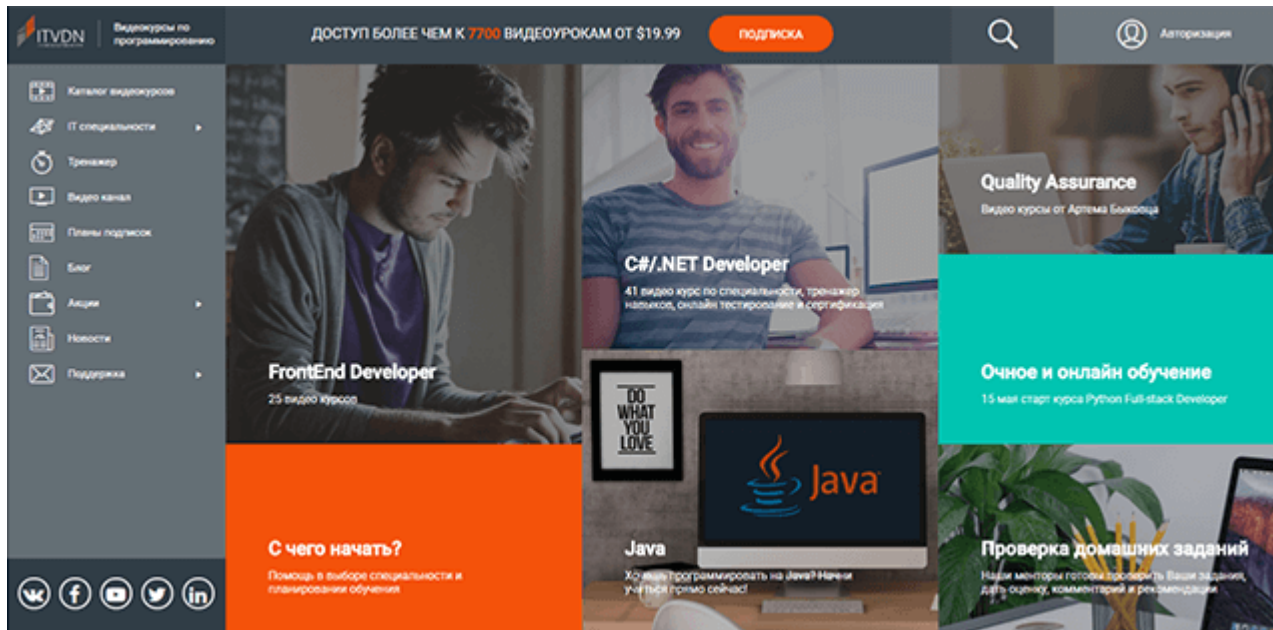 ITVDN
Видеокурсы по
программированию
ДОСТУП БОЛЕЕ ЧЕМ К 7700 ВИДЕОУРОКАМ ОТ $19.99
ПОДПИСКА
Авторизация
Каталог видеокурсов
IT специальности
Тренажер
Видео канал
Планы подписок
Блог
Акции
Новости
Поддержка
FrontEnd Developer
25 видео курсов
C#/.NET Developer
41 видео курс по специальности, тренажер
навыков, онлайн тестирование и сертификация
Quality Assurance
Видео курсы от Артема Быковца
Очное и онлайн обучение
15 мая старт курса Python Full-stack Developer
С чего начать?
Помощь в выборе специальности и
планировании обучения
DO
WHAT
YOU
LOVE
Java
Java
Хочешь программировать на Java? Начни
учиться прямо сейчас!
Проверка домашних заданий
Наши менторы готовы проверить Ваши задания,
дать оценку, комментарий и рекомендации